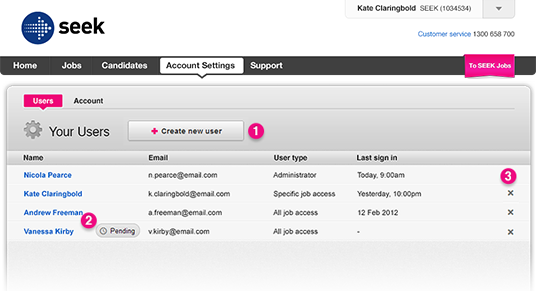 Kate Claringbold SEEK (1034534)
seek
Customer service 1300 658 700
Home Jobs Candidates Account Settings Support To SEEK Jobs
Users Account
Your Users + Create new user 1
Name Email User type Last sign in
Nicola Pearce n.pearce@email.com Administrator Today, 9:00am 3
Kate Claringbold k.claringbold@email.com Specific job access Yesterday, 10:00pm ×
Andrew Freeman a.freeman@email.com All job access 12 Feb 2012 ×
2
Vanessa Kirby Pending v.kirby@email.com All job access - ×